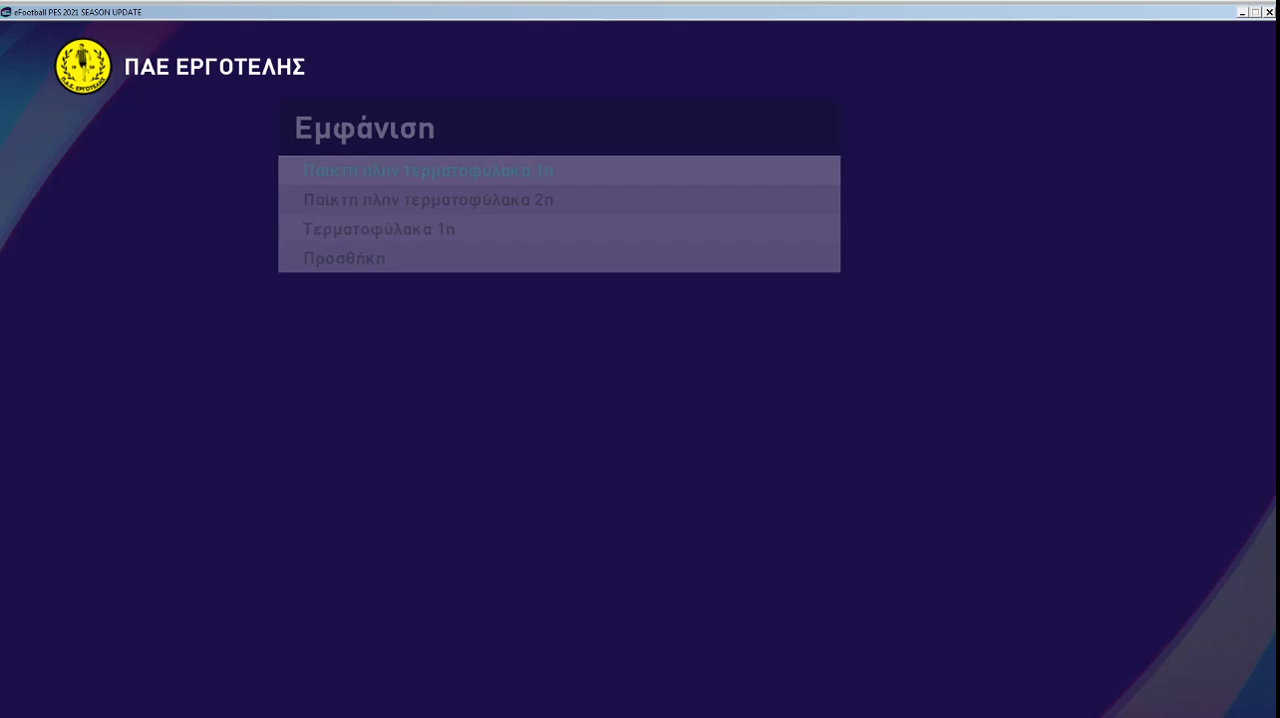 eFootball PES 2021 SEASON UPDATE
ΠΑΕ ΕΡΓΟΤΕΛΗΣ
Εμφάνιση
Παίκτη πλην τερματοφύλακα 1η
Παίκτη πλην τερματοφύλακα 2η
Τερματοφύλακα 1η
Προσθήκη